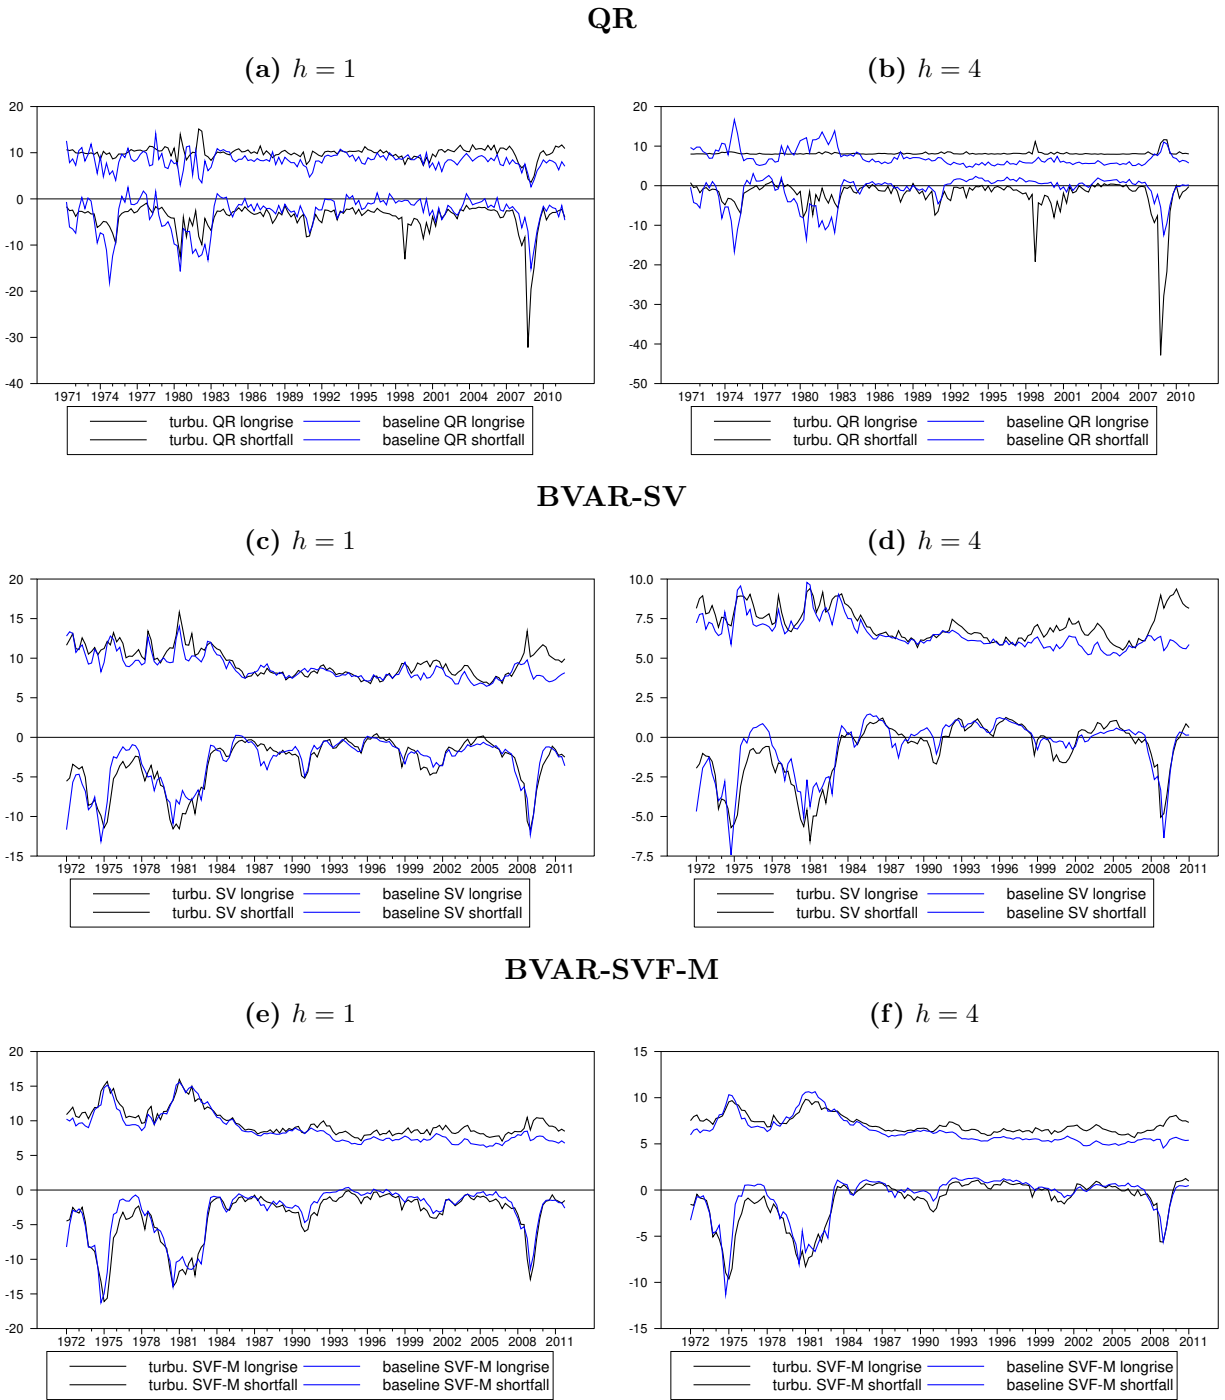 QR
(a) h = 1
(b) h = 4
20
10
0
-10
-20
-30
-40
1971 1974 1977 1980 1983 1986 1989 1992 1995 1998 2001 2004 2007 2010
turbu. QR longrise baseline QR longrise
turbu. QR shortfall baseline QR shortfall
20
10
0
-10
-20
-30
-40
-50
1971 1974 1977 1980 1983 1986 1989 1992 1995 1998 2001 2004 2007 2010
turbu. QR longrise baseline QR longrise
turbu. QR shortfall baseline QR shortfall
BVAR-SV
(c) h = 1
(d) h = 4
20
15
10
5
0
-5
-10
-15
1972 1975 1978 1981 1984 1987 1990 1993 1996 1999 2002 2005 2008 2011
turbu. SV longrise baseline SV longrise
turbu. SV shortfall baseline SV shortfall
10.0
7.5
5.0
2.5
0.0
-2.5
-5.0
-7.5
1972 1975 1978 1981 1984 1987 1990 1993 1996 1999 2002 2005 2008 2011
turbu. SV longrise baseline SV longrise
turbu. SV shortfall baseline SV shortfall
BVAR-SVF-M
(e) h = 1
(f) h = 4
20
15
10
5
0
-5
-10
-15
-20
1972 1975 1978 1981 1984 1987 1990 1993 1996 1999 2002 2005 2008 2011
turbu. SVF-M longrise baseline SVF-M longrise
turbu. SVF-M shortfall baseline SVF-M shortfall
15
10
5
0
-5
-10
-15
1972 1975 1978 1981 1984 1987 1990 1993 1996 1999 2002 2005 2008 2011
turbu. SVF-M longrise baseline SVF-M longrise
turbu. SVF-M shortfall baseline SVF-M shortfall